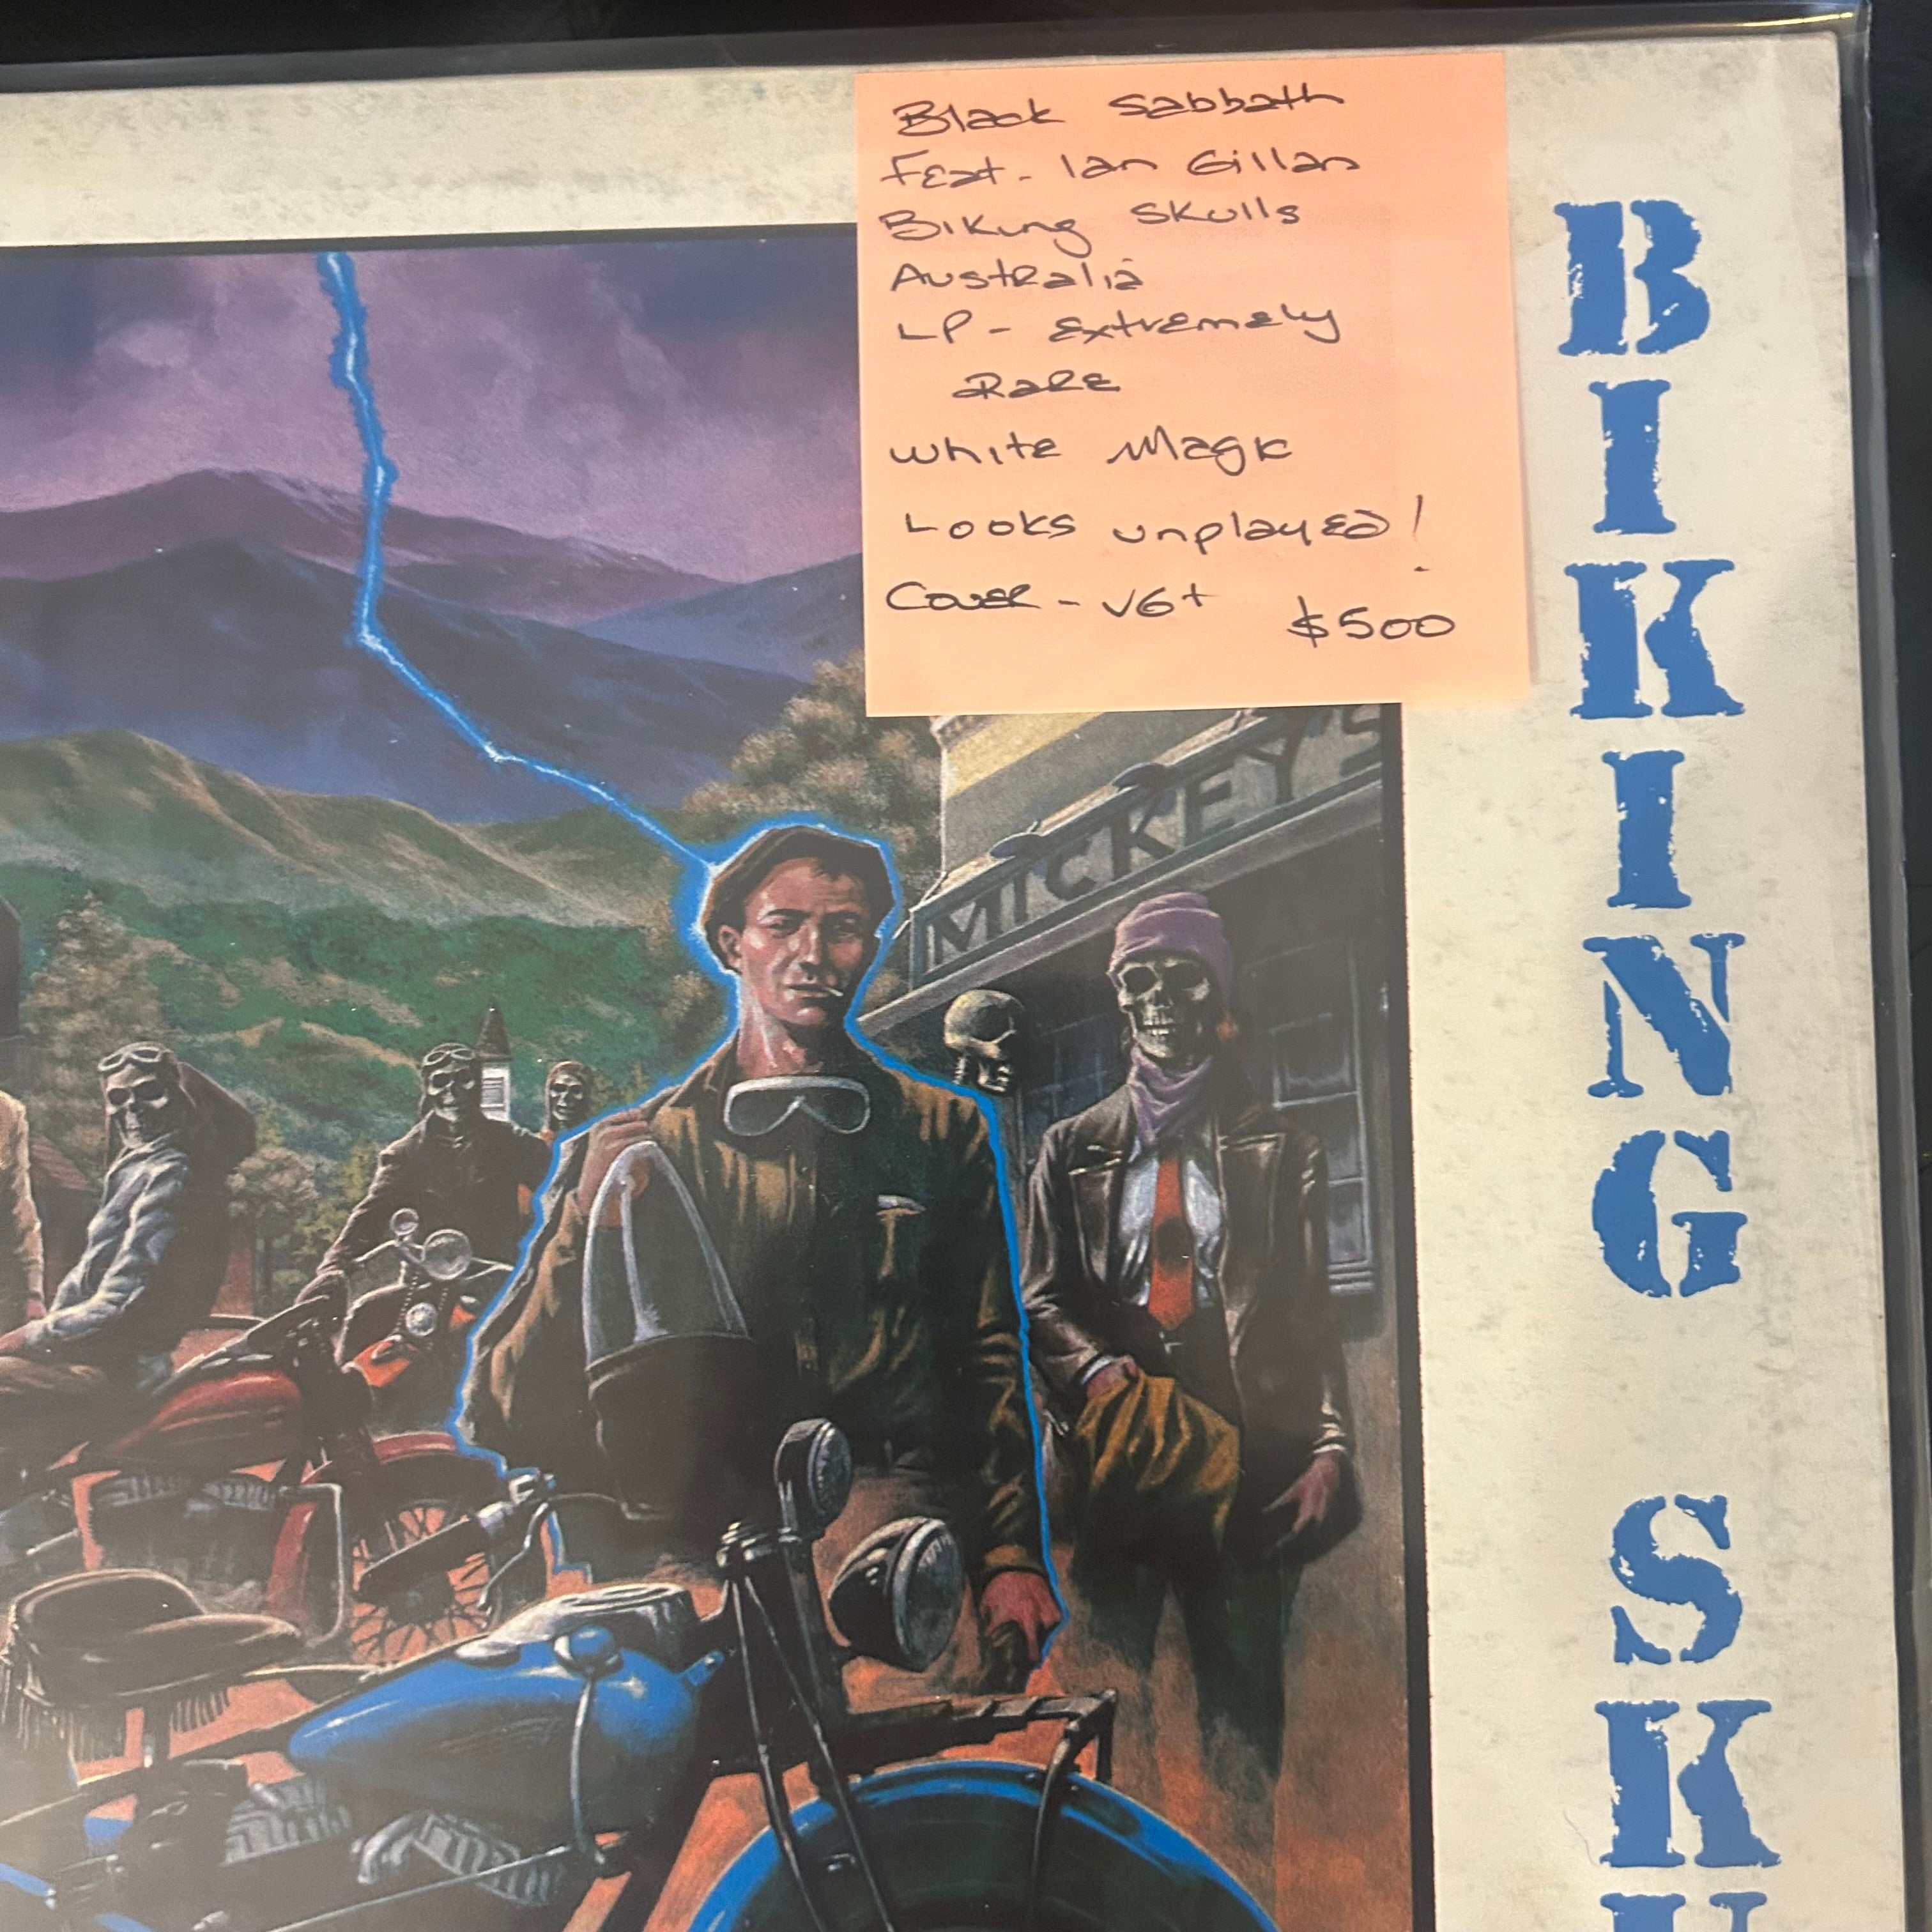 Black Sabbath
Feat. Ian Gillan
Biking Skulls
Australia
LP - Extremely
Rare
White Magic
Looks unplayed!
Cover - VG+
$500
MICKEY'S
BIKING SKU